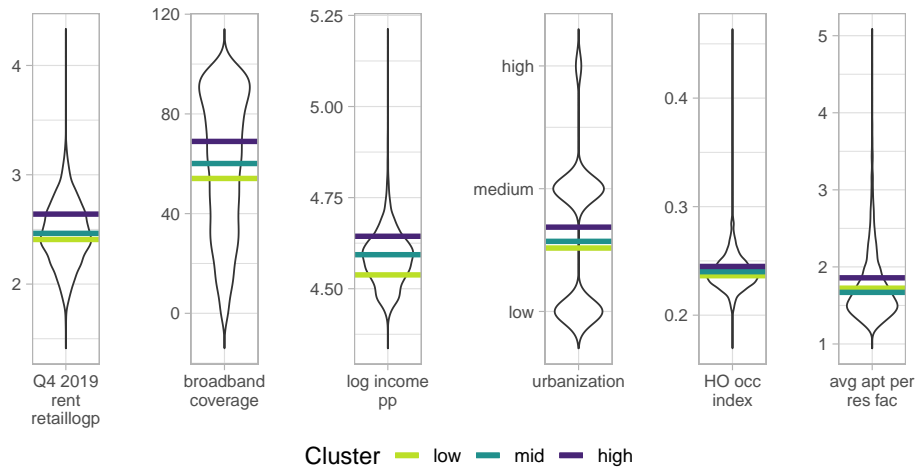 4
3
2
Q4 2019
rent
retaillogp
120
80
40
0
broadband
coverage
5.25
5.00
4.75
4.50
log income
pp
high
medium
low
urbanization
0.4
0.3
0.2
HO occ
index
5
4
3
2
1
avg apt per
res fac
Cluster low mid high